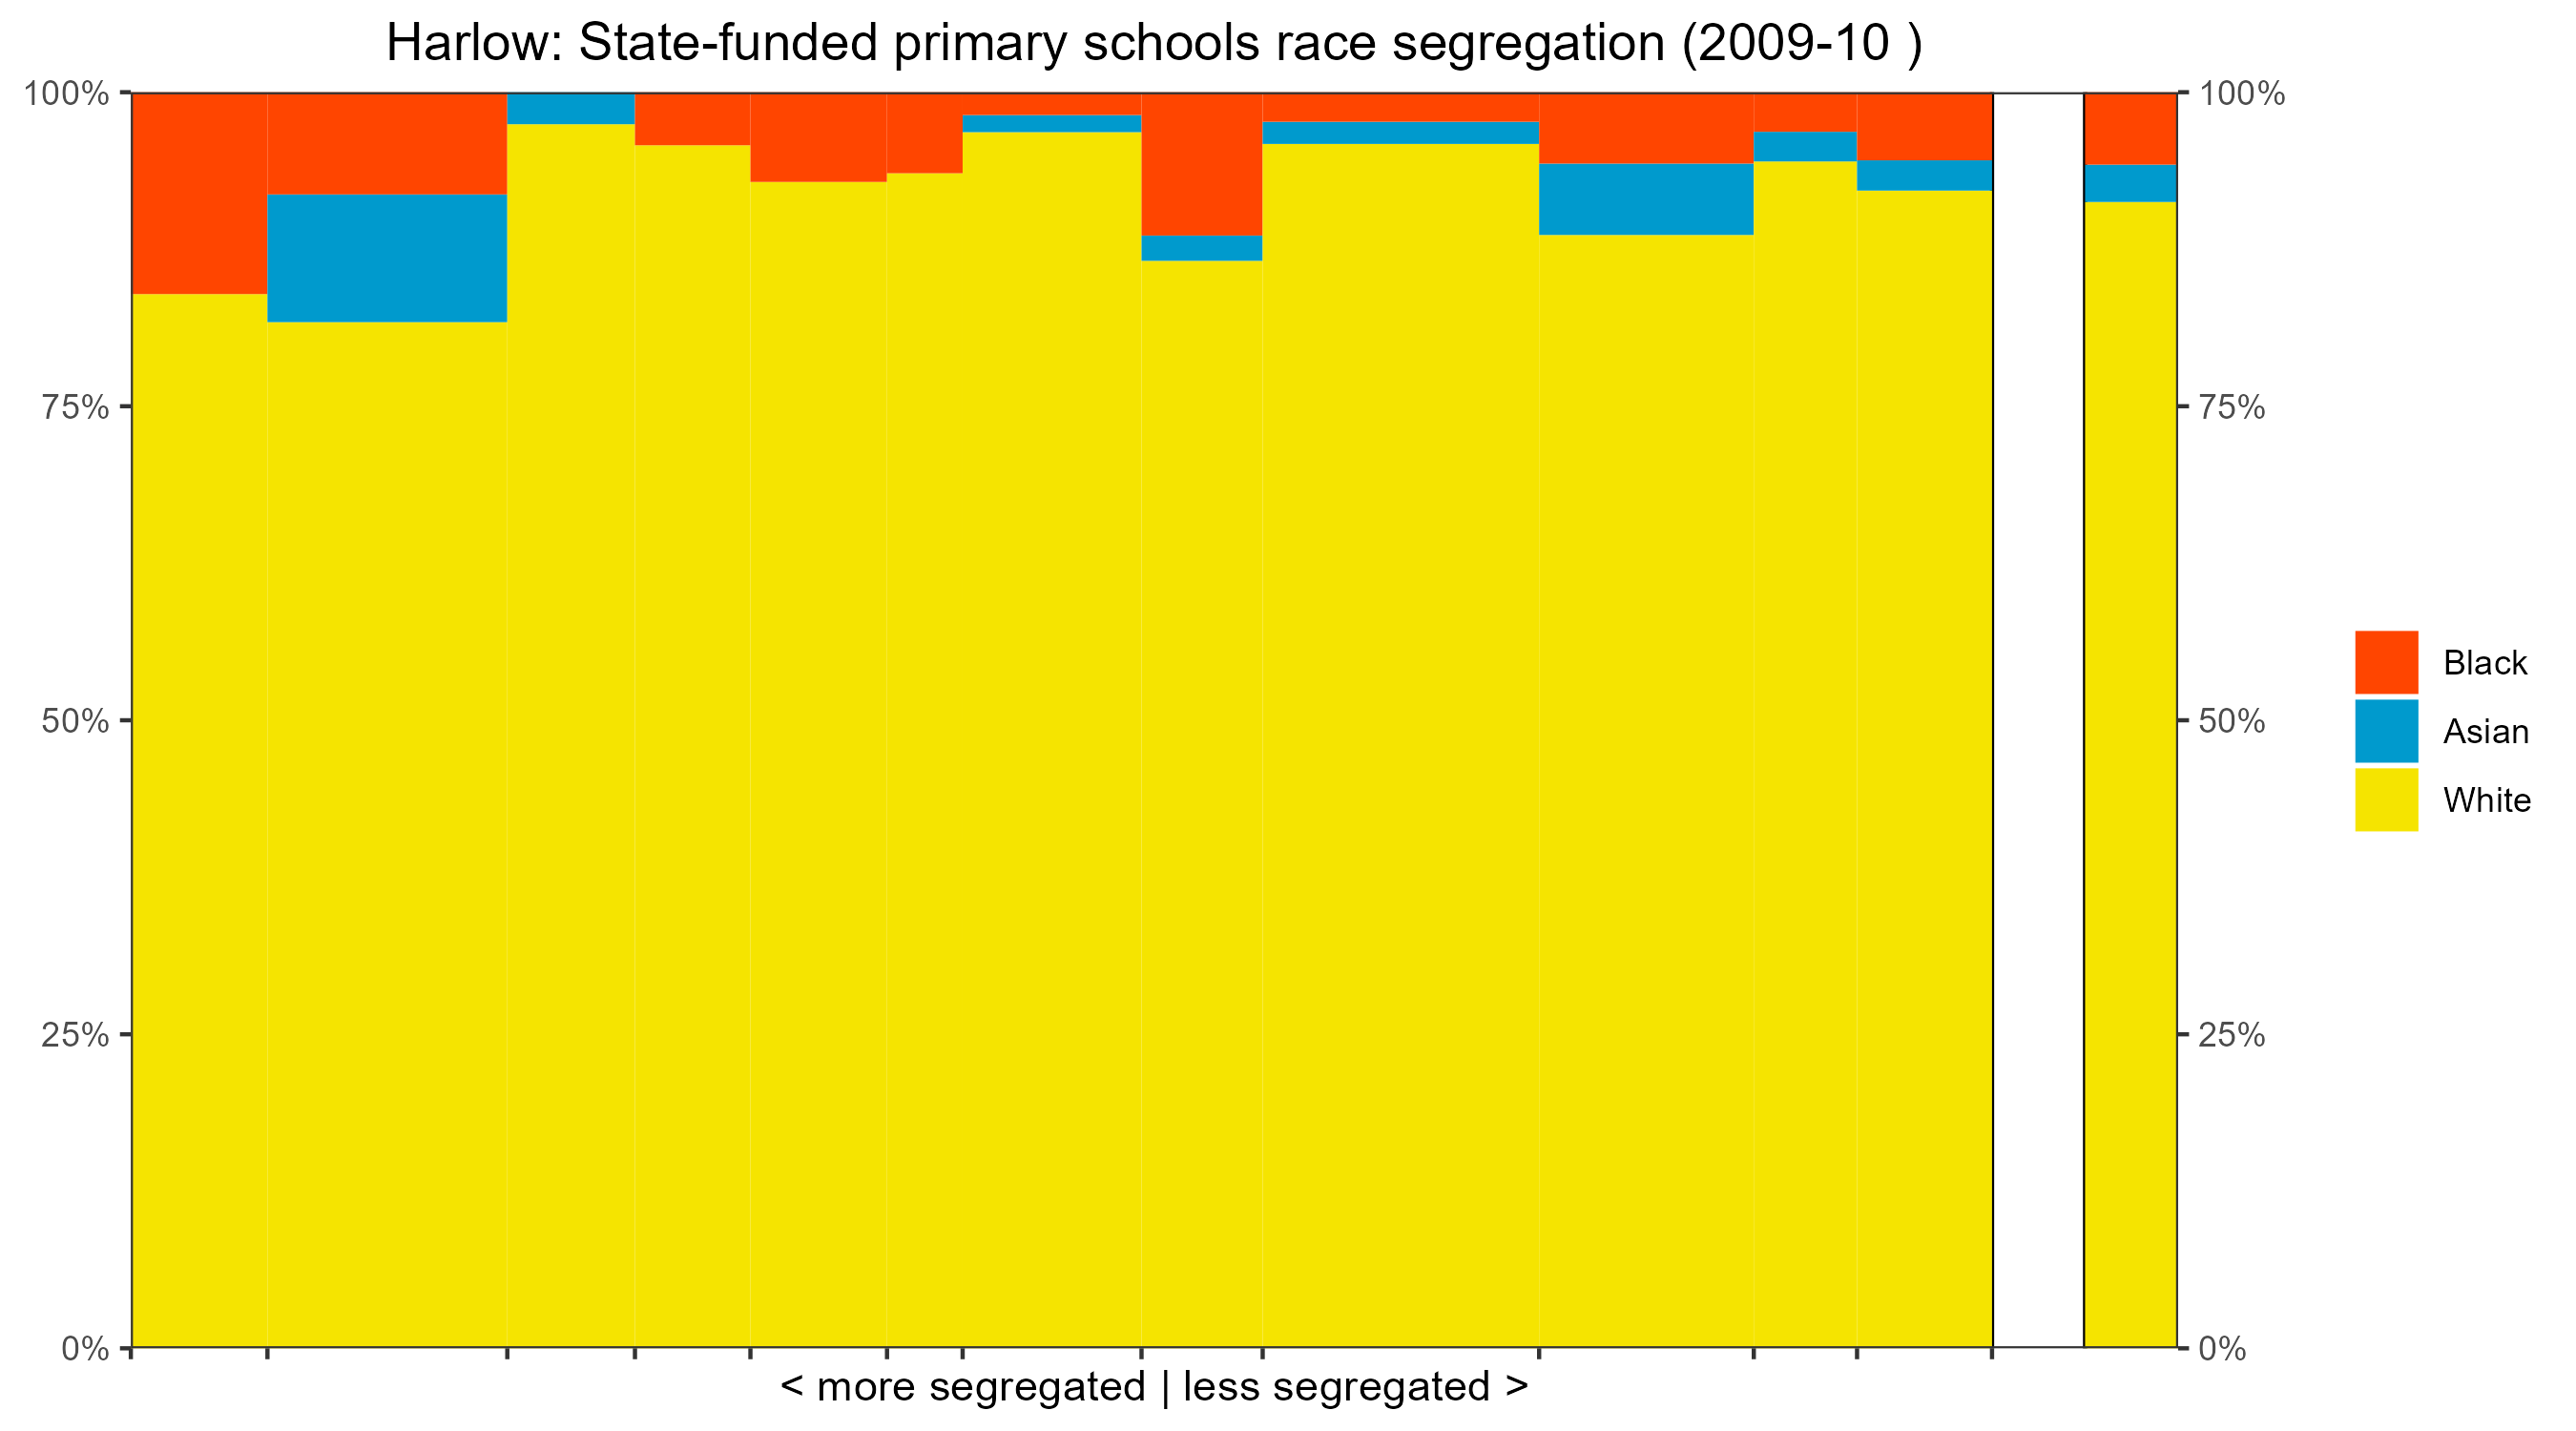 Harlow: State-funded primary schools race segregation (2009-10 )
100%
75%
50%
25%
0%
100%
75%
50%
25%
0%
Black
Asian
White
< more segregated | less segregated >